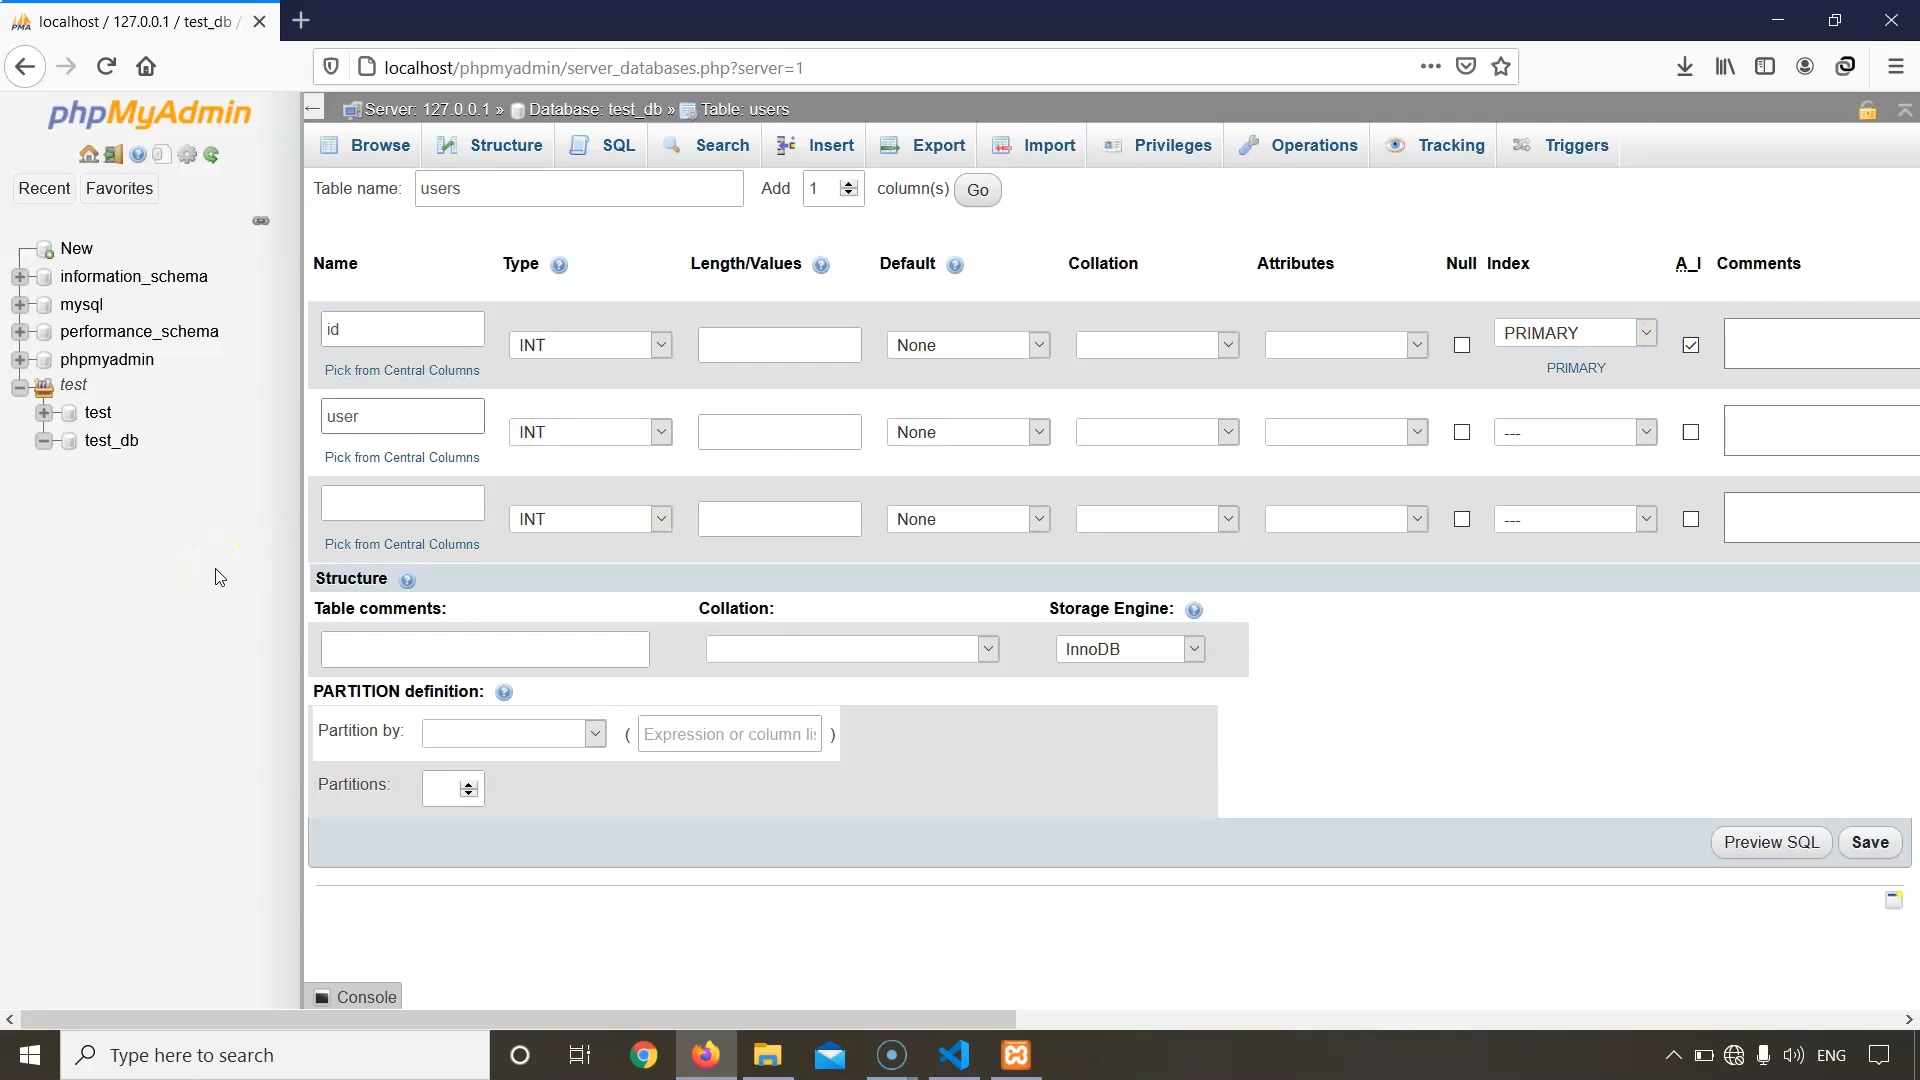 localhost / 127.0.0.1 / test_db /
localhost/phpmyadmin/server_databases.php?server=1
phpMyAdmin
Recent
Favorites
New
information_schema
mysql
performance_schema
phpmyadmin
test
test
test_db
Server: 127.0.0.1 » Database: test_db » Table: users
Browse Structure SQL Search Insert Export Import Privileges Operations Tracking Triggers
Table name: users Add 1 column(s) Go
Name Type Length/Values Default Collation Attributes Null Index A_I Comments
id INT None PRIMARY
Pick from Central Columns PRIMARY
user INT None ---
Pick from Central Columns
INT None ---
Pick from Central Columns
Structure
Table comments: Collation: Storage Engine:
InnoDB
PARTITION definition:
Partition by: ( Expression or column li )
Partitions:
Preview SQL Save
Console
Type here to search
ENG